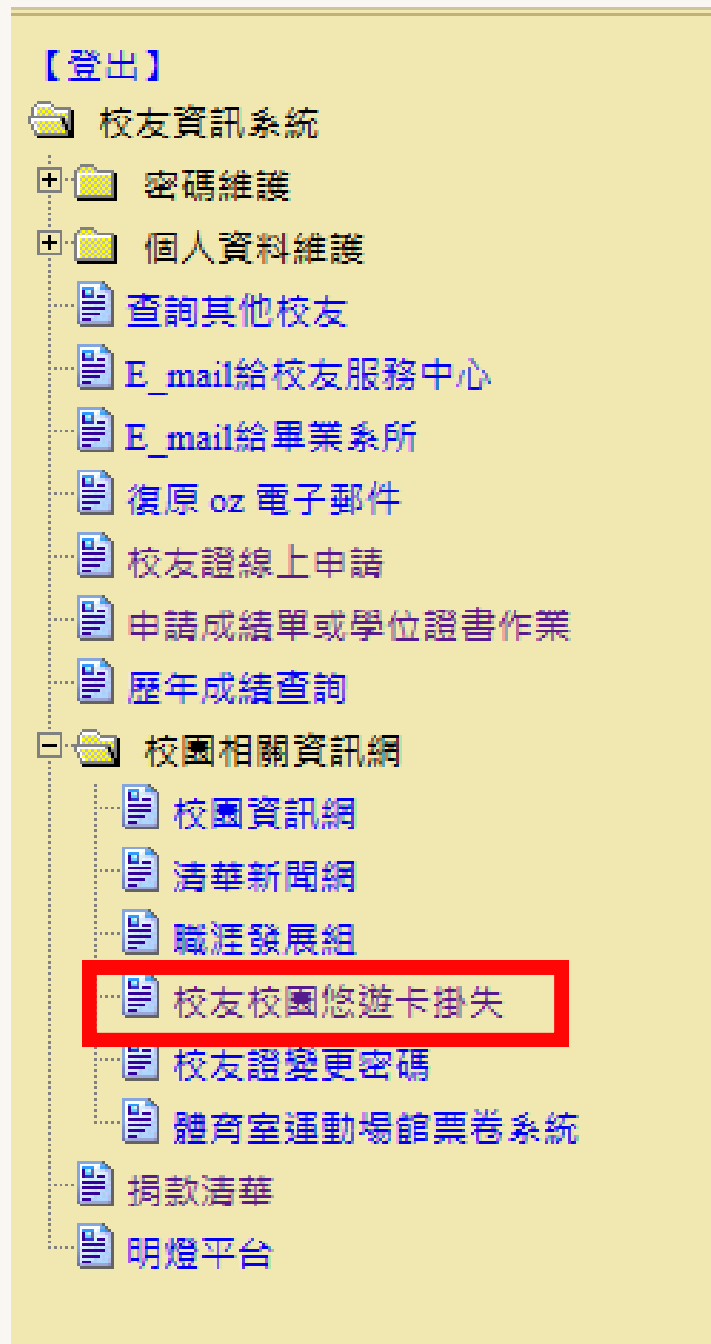 【登出】
校友資訊系統
密碼維護
個人資料維護
查詢其他校友
E_mail給校友服務中心
E_mail給畢業系所
復原 oz 電子郵件
校友證線上申請
申請成績單或學位證書作業
歷年成績查詢
校園相關資訊網
校園資訊網
清華新聞網
職涯發展組
校友校園悠遊卡掛失
校友證變更密碼
體育室運動場館票卷系統
捐款清華
明燈平台